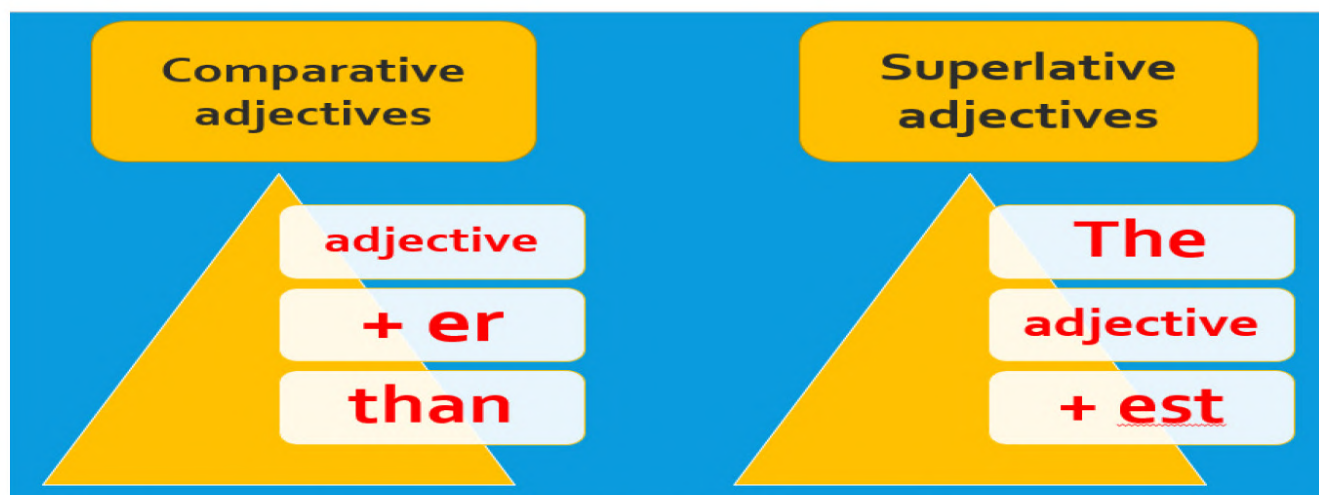 Comparative
adjectives
adjective
+ er
than
Superlative
adjectives
The
adjective
+ est